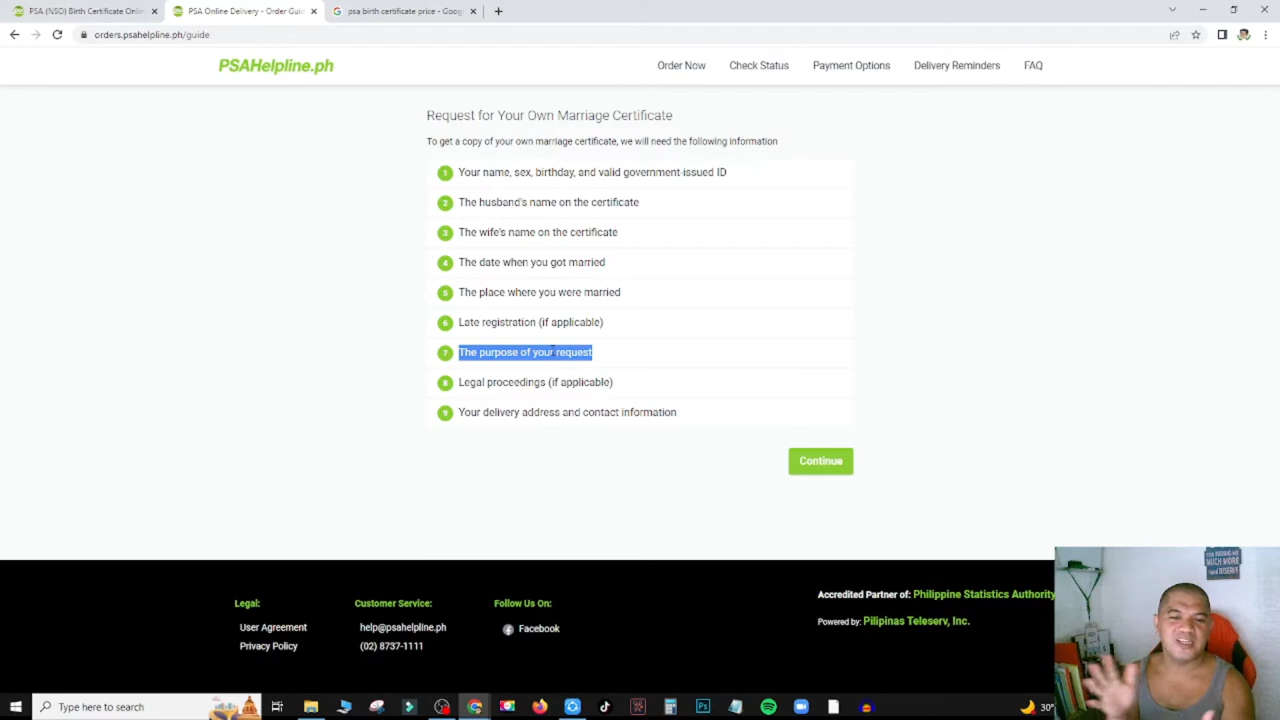 PSA (NSO) Birth Certificate Onlin
PSA Online Delivery - Order Guid
psa birth certificate price - Goog
orders.psahelpline.ph/guide
PSAHelpline.ph
Order Now
Check Status
Payment Options
Delivery Reminders
FAQ
Request for Your Own Marriage Certificate
To get a copy of your own marriage certificate, we will need the following information
1 Your name, sex, birthday, and valid government-issued ID
2 The husband's name on the certificate
3 The wife's name on the certificate
4 The date when you got married
5 The place where you were married
6 Late registration (if applicable)
7 The purpose of your request
8 Legal proceedings (if applicable)
9 Your delivery address and contact information
Continue
Legal:
User Agreement
Privacy Policy
Customer Service:
help@psahelpline.ph
(02) 8737-1111
Follow Us On:
Facebook
Accredited Partner of: Philippine Statistics Authority
Powered by: Pilipinas Teleserv, Inc.
MUCH MORE
DESERVE
Type here to search
30°